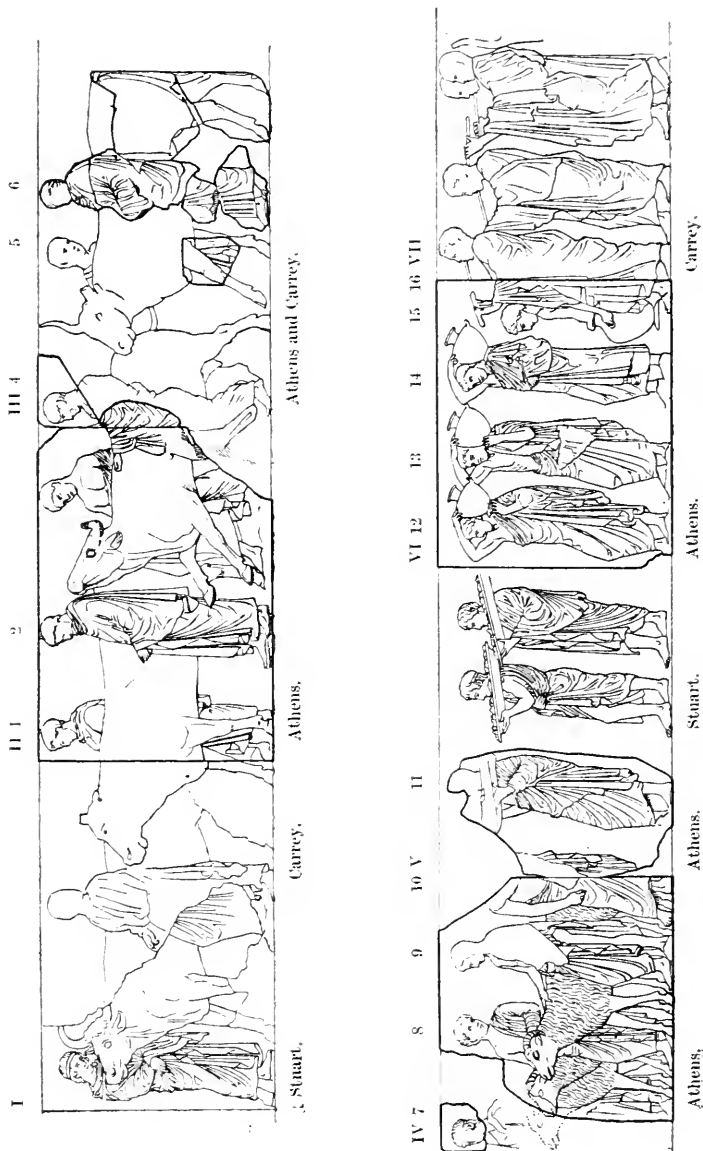 I II 1 2 III 4 5 6
Stuart. Carrey. Athens. Athens and Carrey.
IV 7 8 9 10 V 11 VI 12 13 14 15 16 VII
Athens. Athens. Stuart. Athens. Carrey.